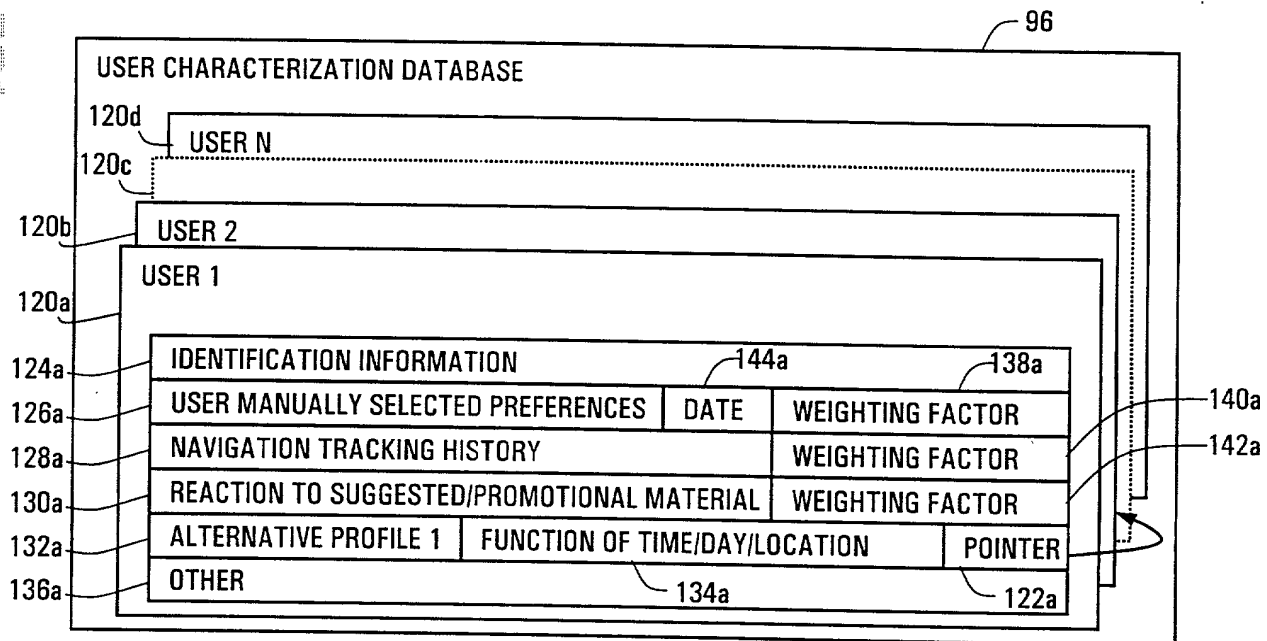 96
USER CHARACTERIZATION DATABASE
120d
USER N
120c
120b
USER 2
USER 1
120a
124a
IDENTIFICATION INFORMATION
144a
138a
126a
USER MANUALLY SELECTED PREFERENCES DATE WEIGHTING FACTOR
140a
128a
NAVIGATION TRACKING HISTORY WEIGHTING FACTOR
142a
130a
REACTION TO SUGGESTED/PROMOTIONAL MATERIAL WEIGHTING FACTOR
132a
ALTERNATIVE PROFILE 1 FUNCTION OF TIME/DAY/LOCATION POINTER
136a
OTHER
134a
122a